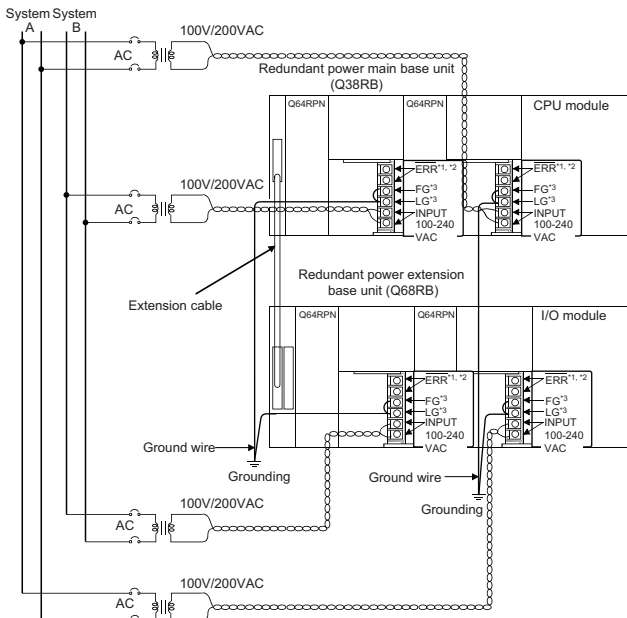 System System
A B
100V/200VAC
AC
Redundant power main base unit
(Q38RB)
Q64RPN Q64RPN CPU module
ERR*1, *2 ERR*1, *2
FG*3 FG*3
LG*3 LG*3
INPUT INPUT
100-240 100-240
VAC VAC
100V/200VAC
AC
Extension cable
Redundant power extension
base unit (Q68RB)
Q64RPN Q64RPN I/O module
ERR*1, *2 ERR*1, *2
FG*3 FG*3
LG*3 LG*3
INPUT INPUT
100-240 100-240
VAC VAC
Ground wire
Grounding
Ground wire
Grounding
100V/200VAC
AC
100V/200VAC
AC